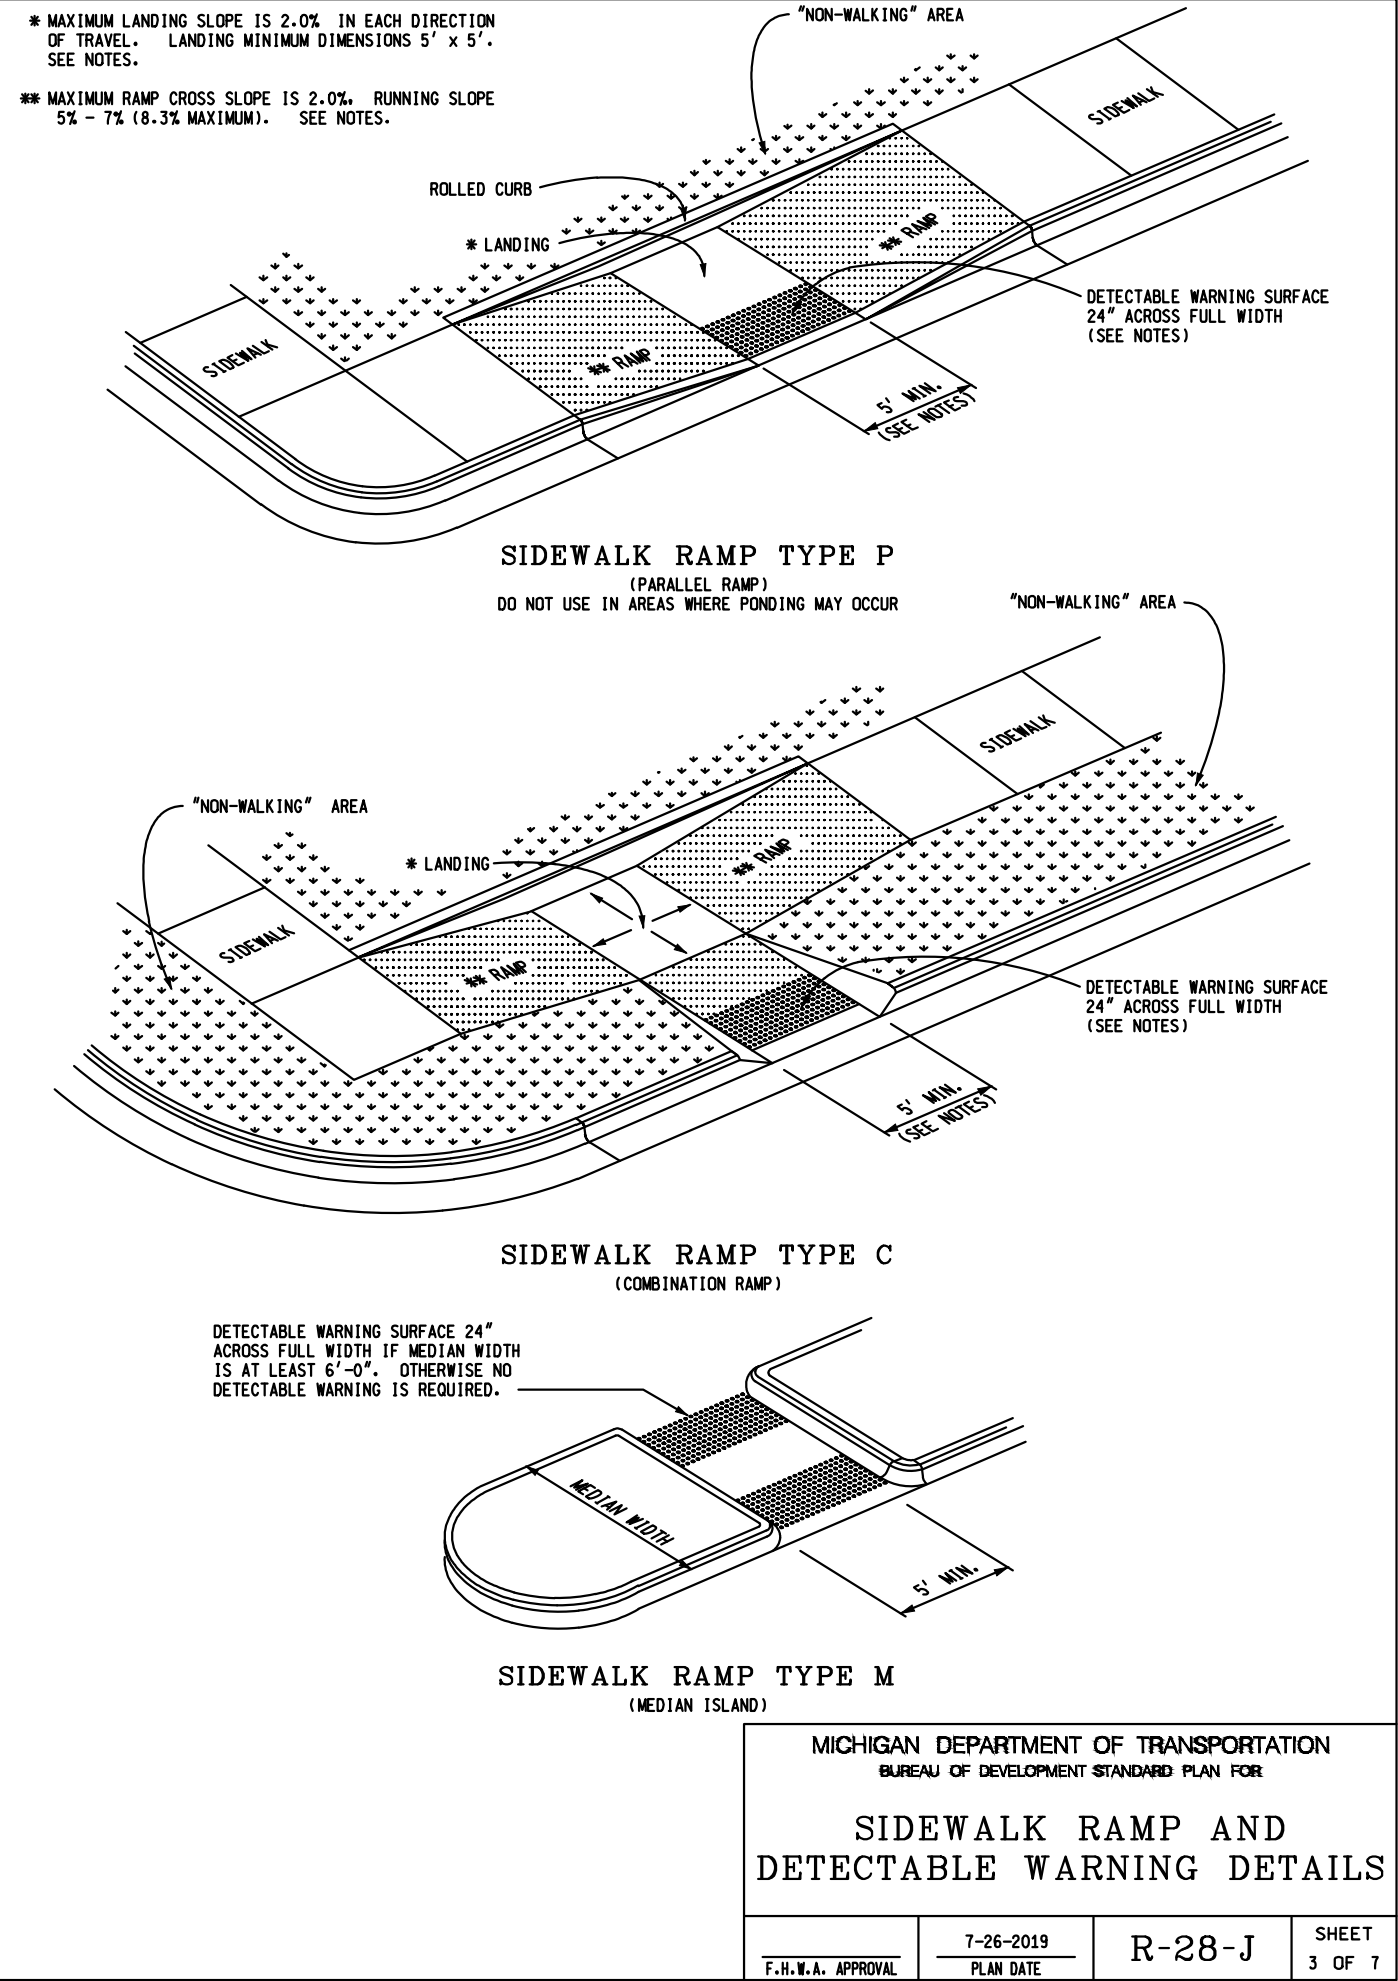 * MAXIMUM LANDING SLOPE IS 2.0% IN EACH DIRECTION
OF TRAVEL. LANDING MINIMUM DIMENSIONS 5' x 5'.
SEE NOTES.
** MAXIMUM RAMP CROSS SLOPE IS 2.0%. RUNNING SLOPE
5% - 7% (8.3% MAXIMUM). SEE NOTES.
"NON-WALKING" AREA
SIDEWALK
ROLLED CURB
** RAMP
* LANDING
DETECTABLE WARNING SURFACE
24" ACROSS FULL WIDTH
(SEE NOTES)
SIDEWALK
** RAMP
5' MIN.
(SEE NOTES)
SIDEWALK RAMP TYPE P
(PARALLEL RAMP)
DO NOT USE IN AREAS WHERE PONDING MAY OCCUR
"NON-WALKING" AREA
SIDEWALK
"NON-WALKING" AREA
* LANDING
** RAMP
SIDEWALK
** RAMP
DETECTABLE WARNING SURFACE
24" ACROSS FULL WIDTH
(SEE NOTES)
5' MIN.
(SEE NOTES)
SIDEWALK RAMP TYPE C
(COMBINATION RAMP)
DETECTABLE WARNING SURFACE 24"
ACROSS FULL WIDTH IF MEDIAN WIDTH
IS AT LEAST 6'-0". OTHERWISE NO
DETECTABLE WARNING IS REQUIRED.
MEDIAN WIDTH
5' MIN.
SIDEWALK RAMP TYPE M
(MEDIAN ISLAND)
MICHIGAN DEPARTMENT OF TRANSPORTATION
BUREAU OF DEVELOPMENT STANDARD PLAN FOR
SIDEWALK RAMP AND
DETECTABLE WARNING DETAILS
F.H.W.A. APPROVAL
7-26-2019
PLAN DATE
R-28-J
SHEET
3 OF 7